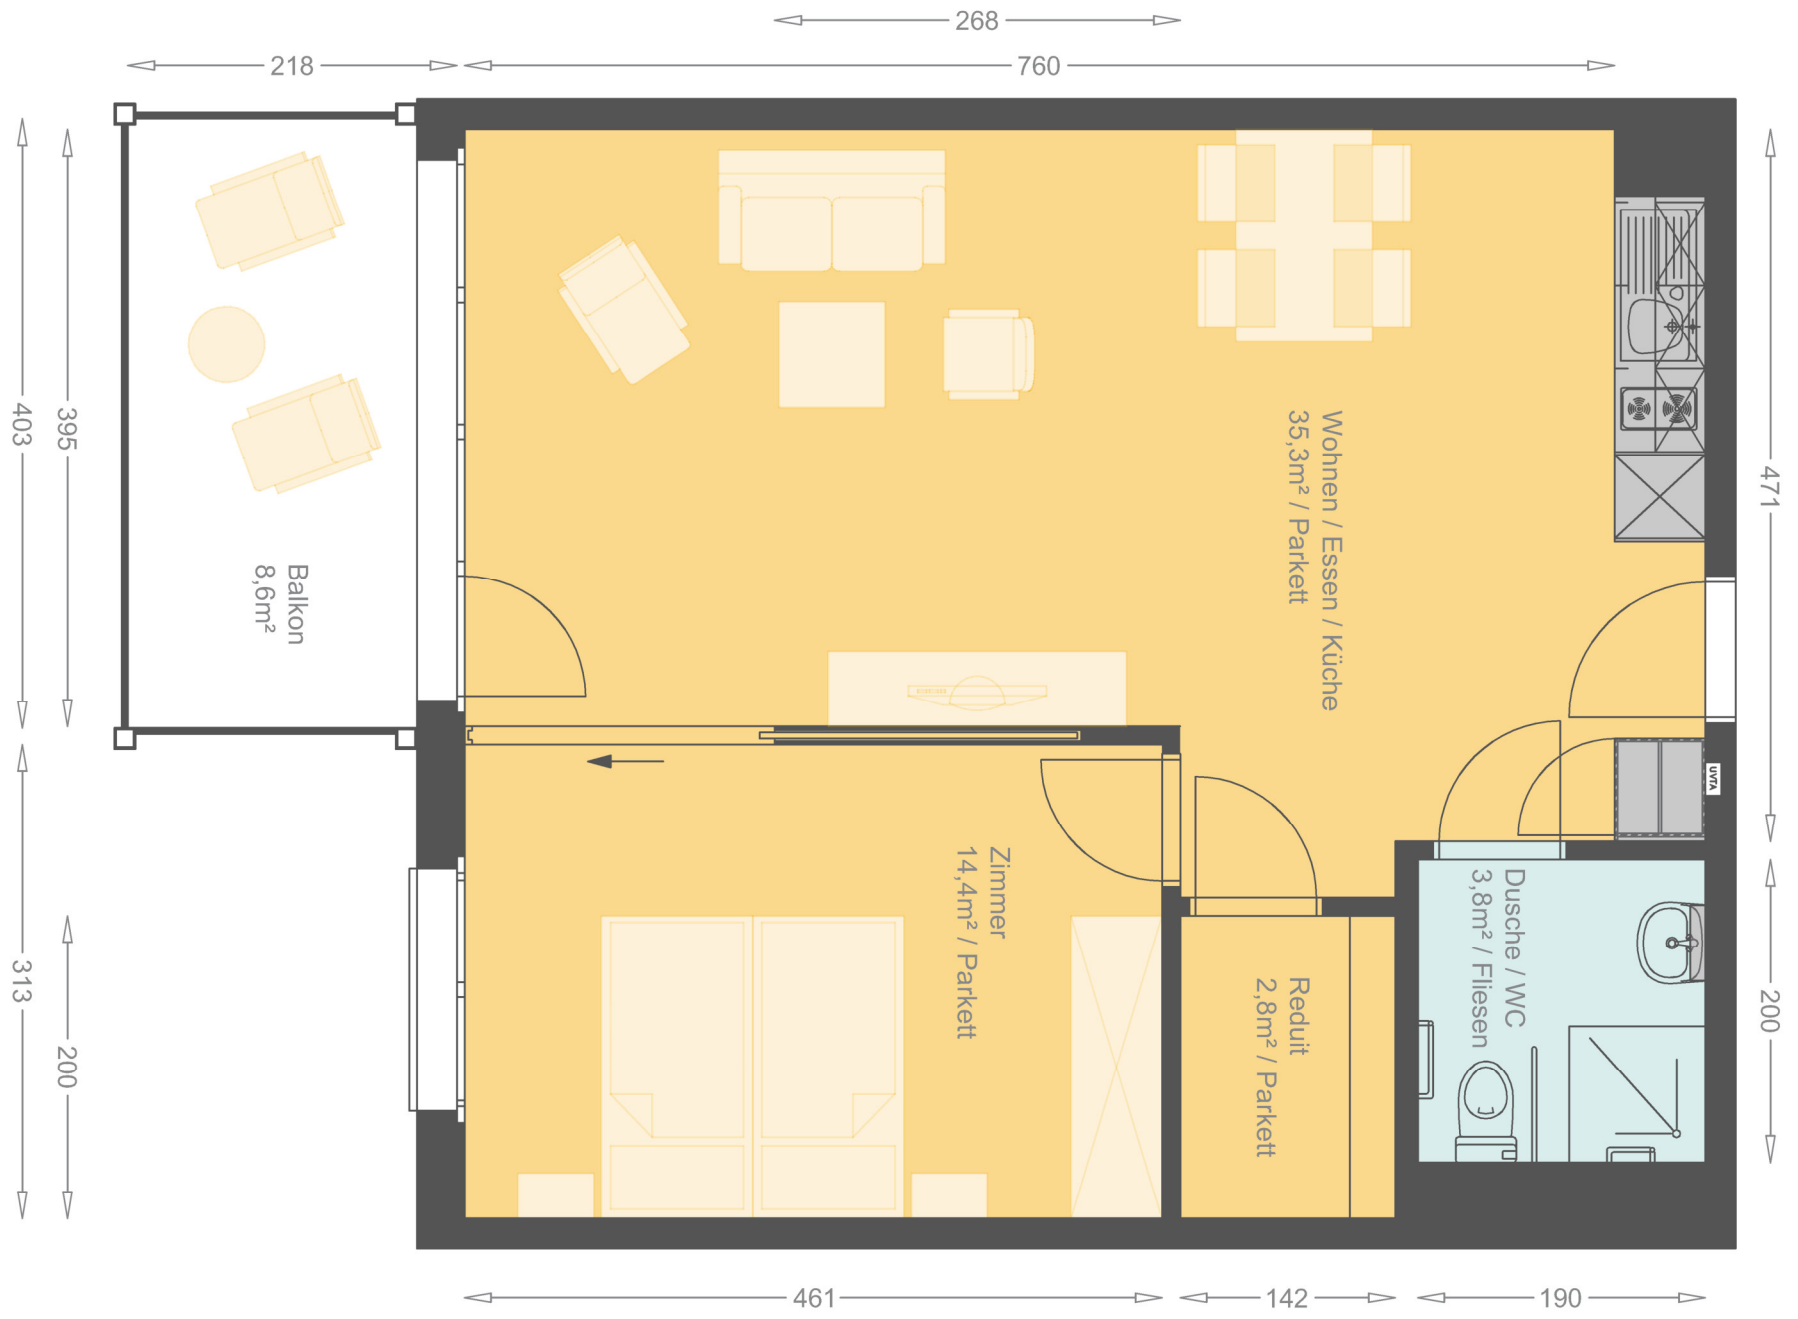 268
218
760
403
395
471
Wohnen / Essen / Küche
35,3m² / Parkett
Balkon
8,6m²
UVTA
Zimmer
14,4m² / Parkett
Dusche / WC
3,8m² / Fliesen
Reduit
2,8m² / Parkett
313
200
200
461
142
190